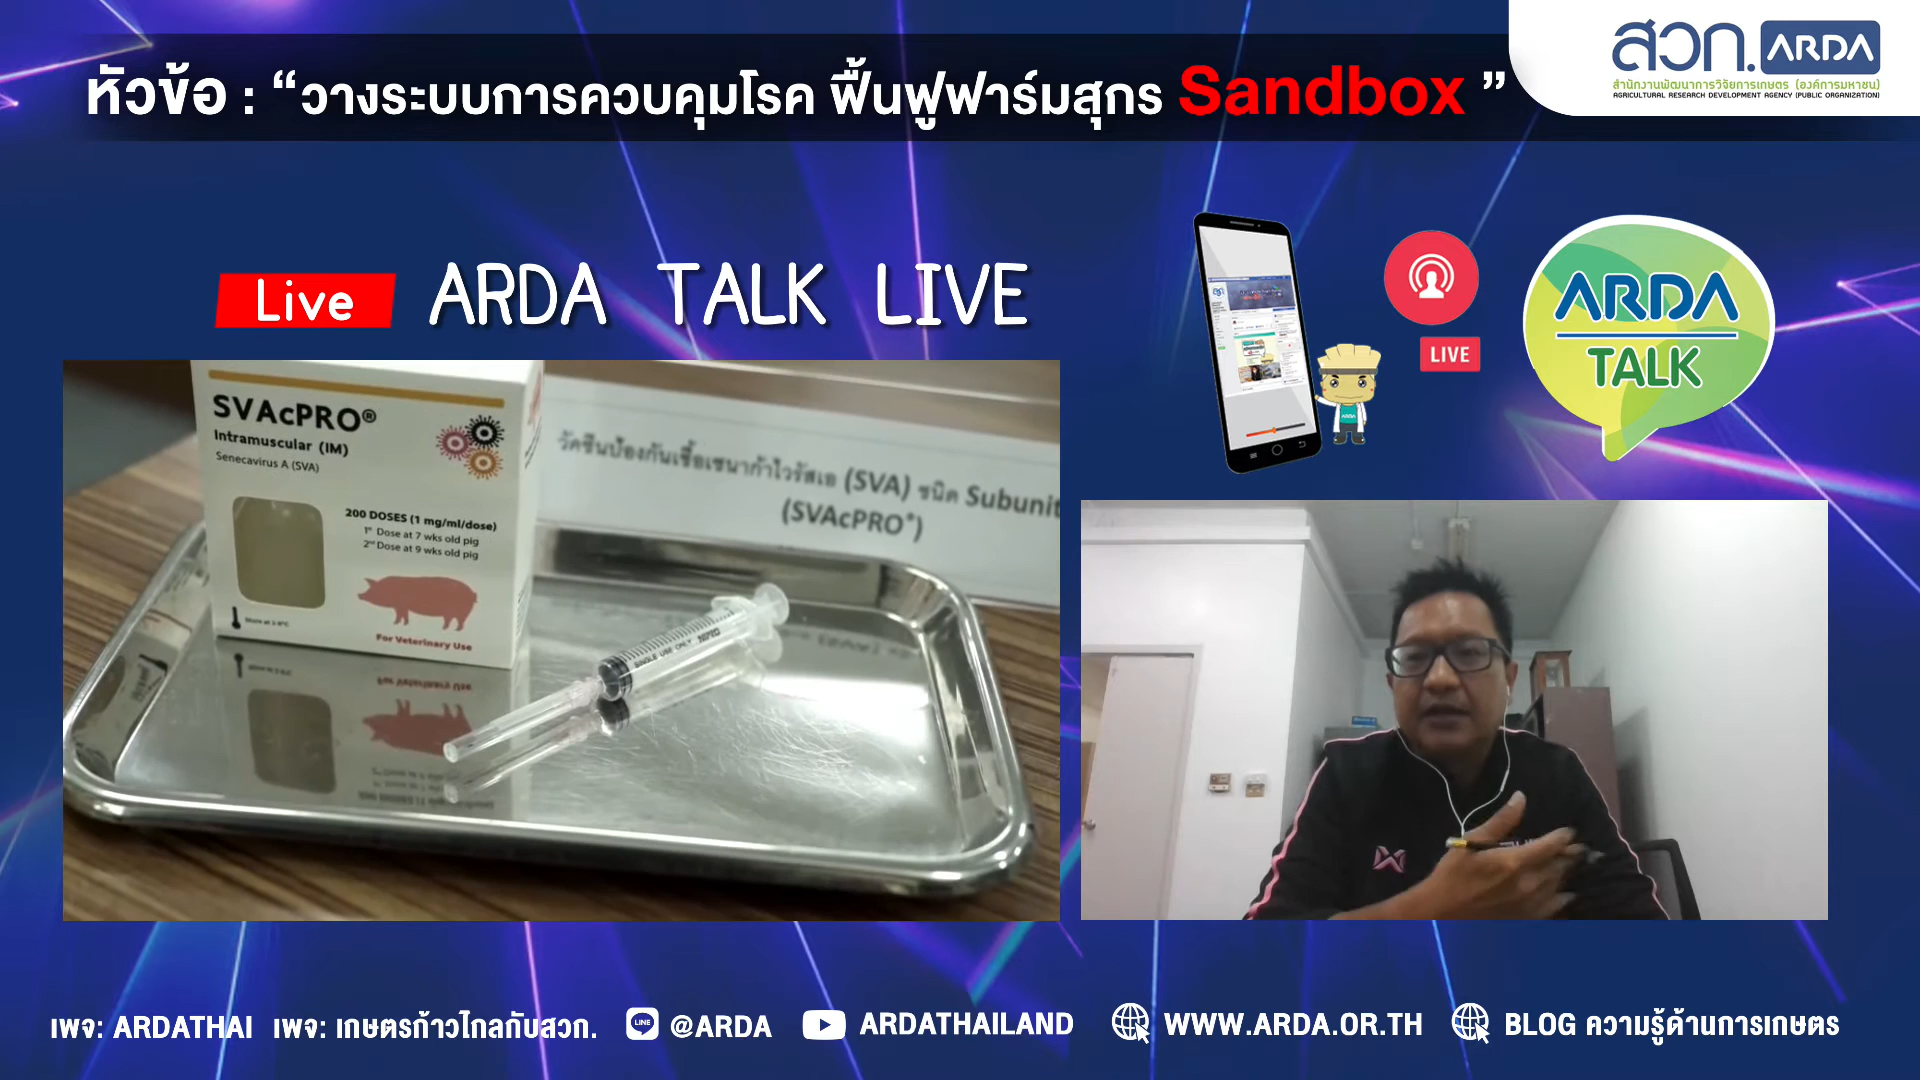 หัวข้อ : “วางระบบการควบคุมโรค ฟื้นฟูฟาร์มสุกร Sandbox ”
สวก. ARDA
สำนักงานพัฒนาการวิจัยการเกษตร (องค์การมหาชน)
AGRICULTURAL RESEARCH DEVELOPMENT AGENCY (PUBLIC ORGANIZATION)
Live ARDA TALK LIVE
LIVE
ARDA
TALK
ARDA
SVAcPRO®
Intramuscular (IM)
Senecavirus A (SVA)
200 DOSES (1 mg/ml/dose)
1st Dose at 7 wks old pig
2nd Dose at 9 wks old pig
Store at 2-8°C
For Veterinary Use
วัคซีนป้องกันเชื้อเซนาก้าไวรัสเอ (SVA) ชนิด Subunit
(SVAcPRO®)
SINGLE USE ONLY NIPRO
เพจ: ARDATHAI เพจ: เกษตรก้าวไกลกับสวก. LINE @ARDA ARDATHAILAND WWW.ARDA.OR.TH BLOG ความรู้ด้านการเกษตร